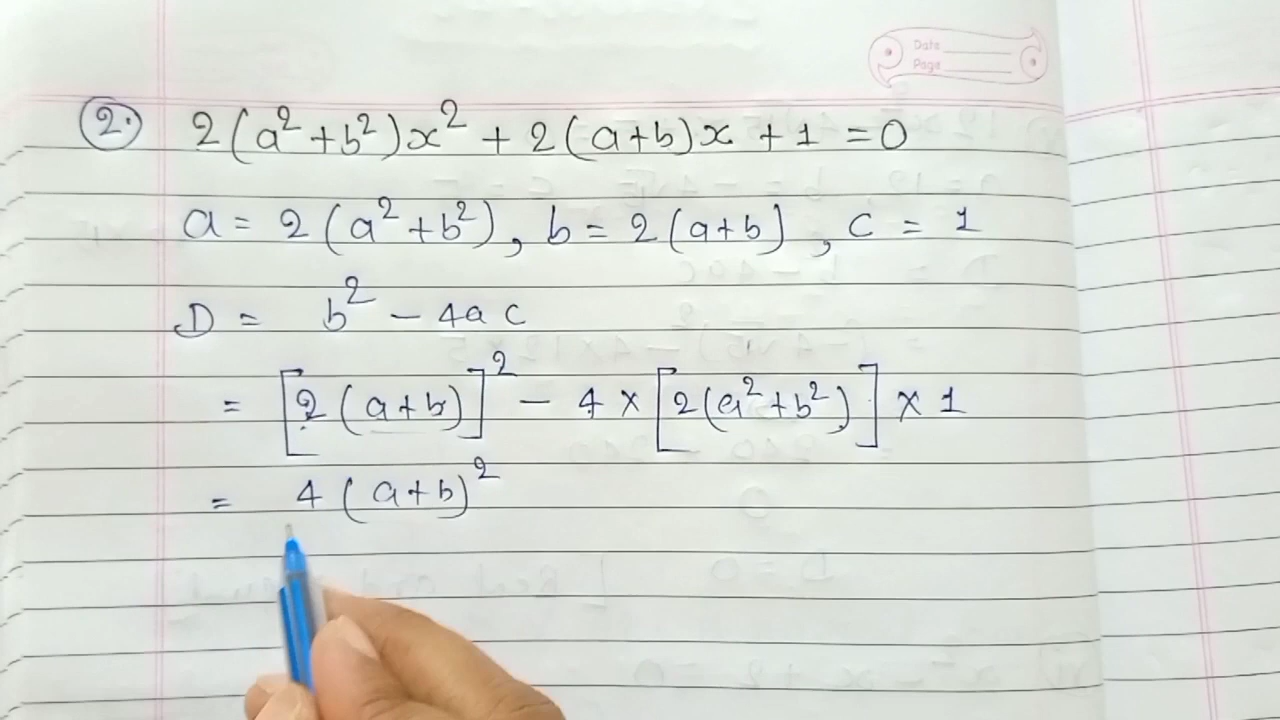 Date
Page
2. 2(a² + b²)x² + 2(a+b)x + 1 = 0
a = 2(a² + b²), b = 2(a+b), c = 1
D = b² - 4ac
= [2(a+b)]² - 4 × [2(a² + b²)] × 1
= 4(a+b)²